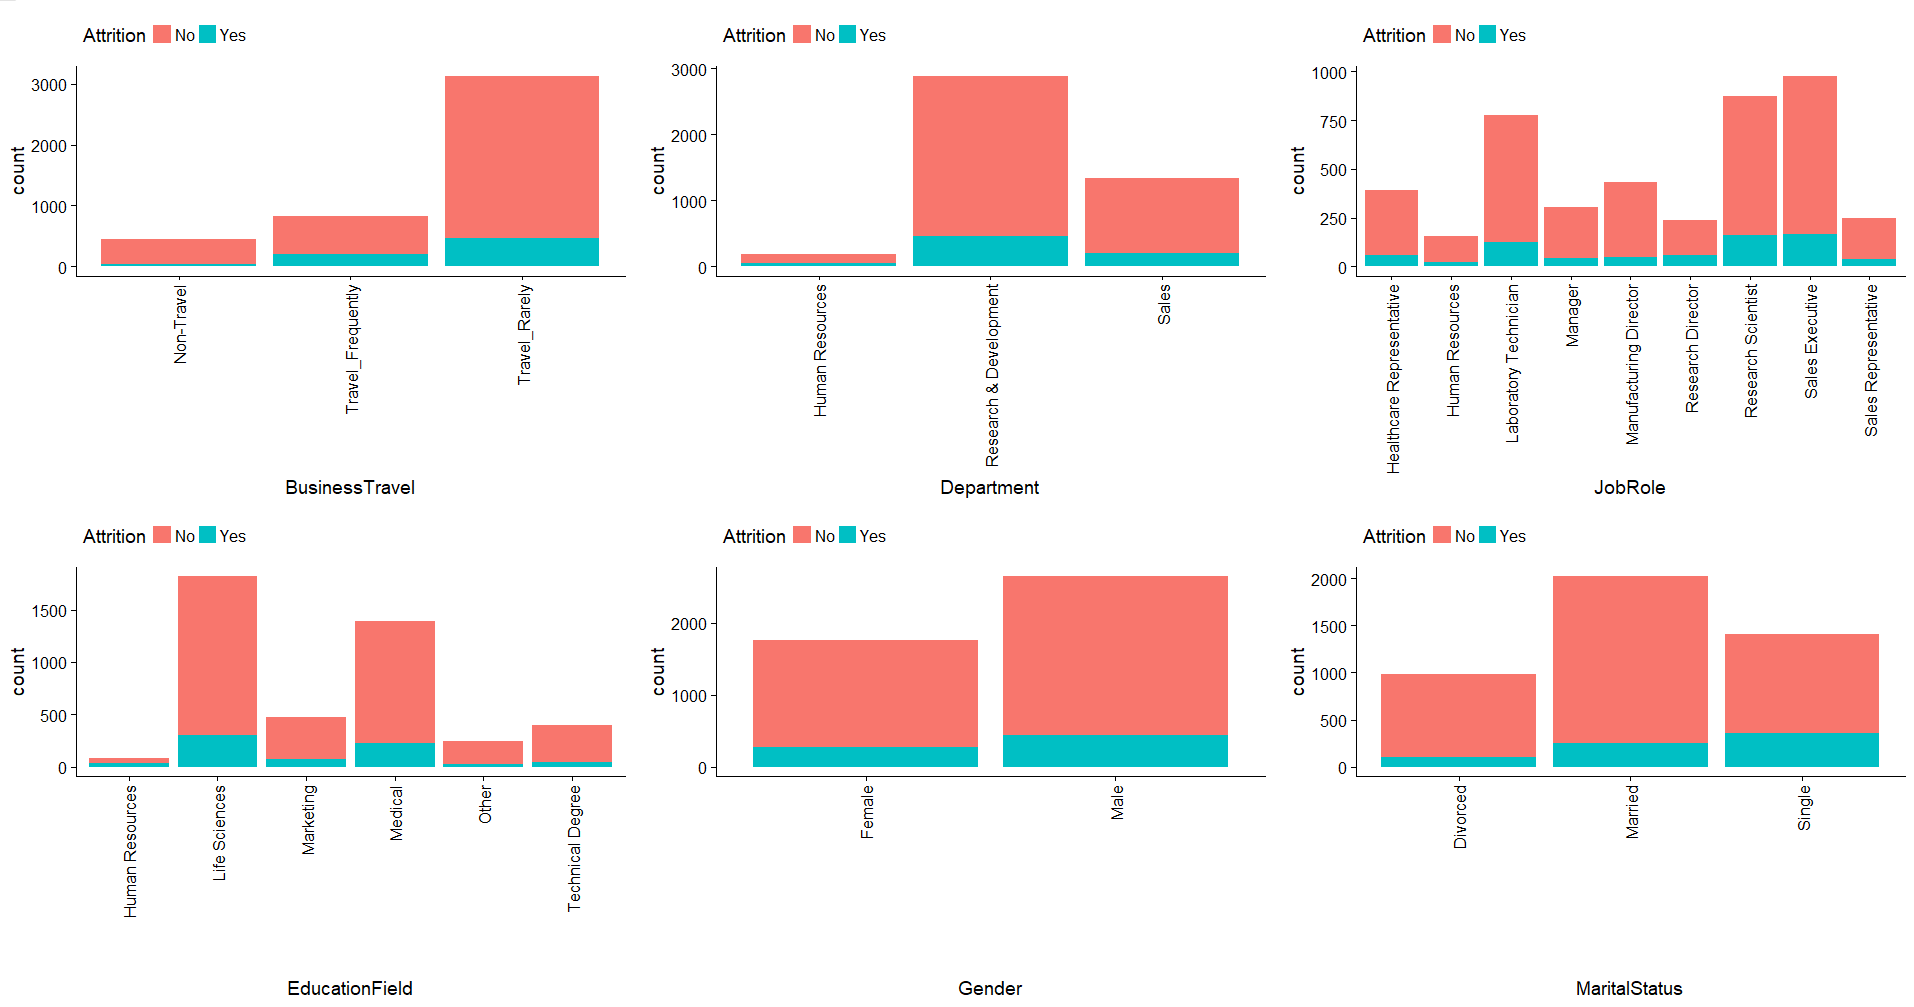 Attrition No Yes
3000
2000
1000
0
count
Non-Travel
Travel_Frequently
Travel_Rarely
BusinessTravel
Attrition No Yes
3000
2000
1000
0
count
Human Resources
Research & Development
Sales
Department
Attrition No Yes
1000
750
500
250
0
count
Healthcare Representative
Human Resources
Laboratory Technician
Manager
Manufacturing Director
Research Director
Research Scientist
Sales Executive
Sales Representative
JobRole
Attrition No Yes
1500
1000
500
0
count
Human Resources
Life Sciences
Marketing
Medical
Other
Technical Degree
EducationField
Attrition No Yes
2000
1000
0
count
Female
Male
Gender
Attrition No Yes
2000
1500
1000
500
0
count
Divorced
Married
Single
MaritalStatus